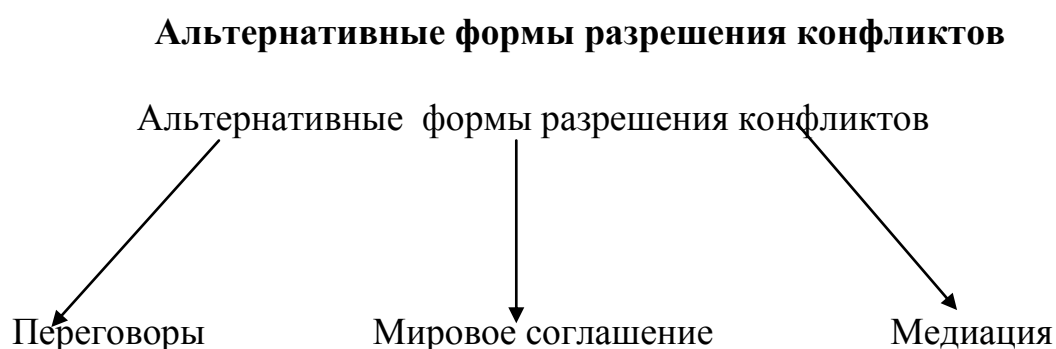 Альтернативные формы разрешения конфликтов
Альтернативные формы разрешения конфликтов
Переговоры Мировое соглашение Медиация